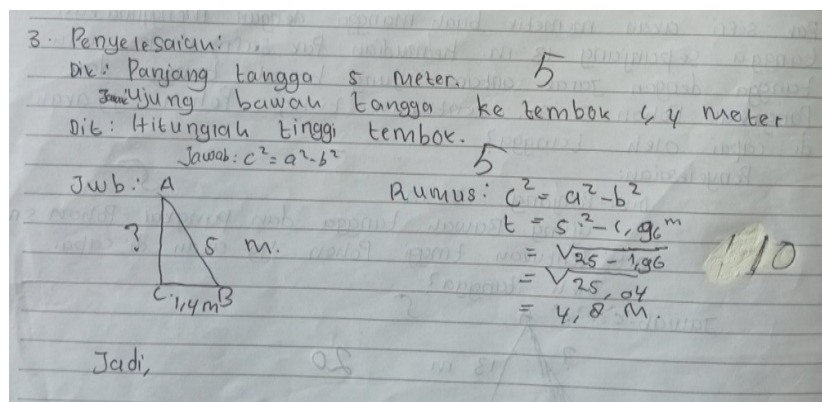 3. Penyelesaian:
Dik: Panjang tangga 5 meter. 5
Ujung bawah tangga ke tembok 1,4 meter
Dit: Hitunglah tinggi tembok.
Jawab: c² = a² - b² 5
Jwb: A
Rumus: c² = a² - b²
t = 5² - 1,96 m
? 5 m.
= √25 - 1,96
110
= √25,04
C 1,4 m B
= 4,8 m.
Jadi,